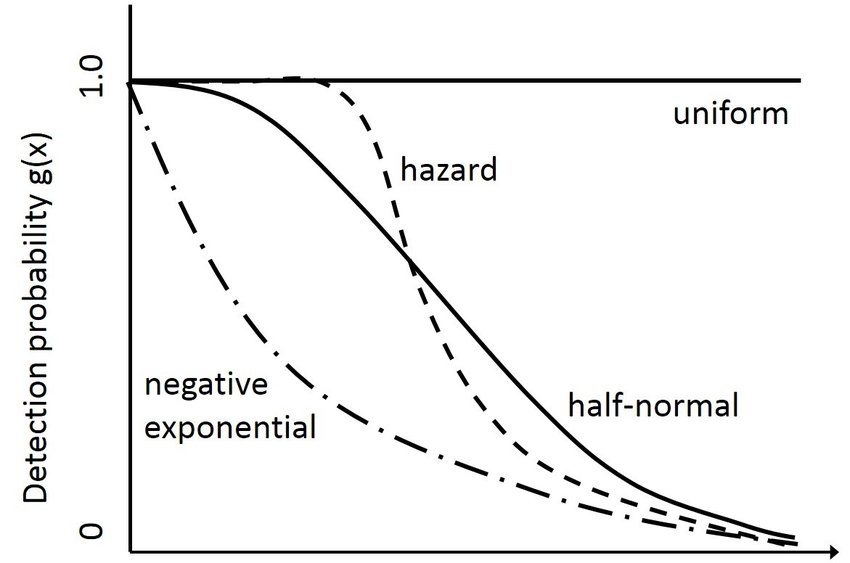 1.0
uniform
hazard
Detection probability g(x)
negative
exponential
half-normal
0